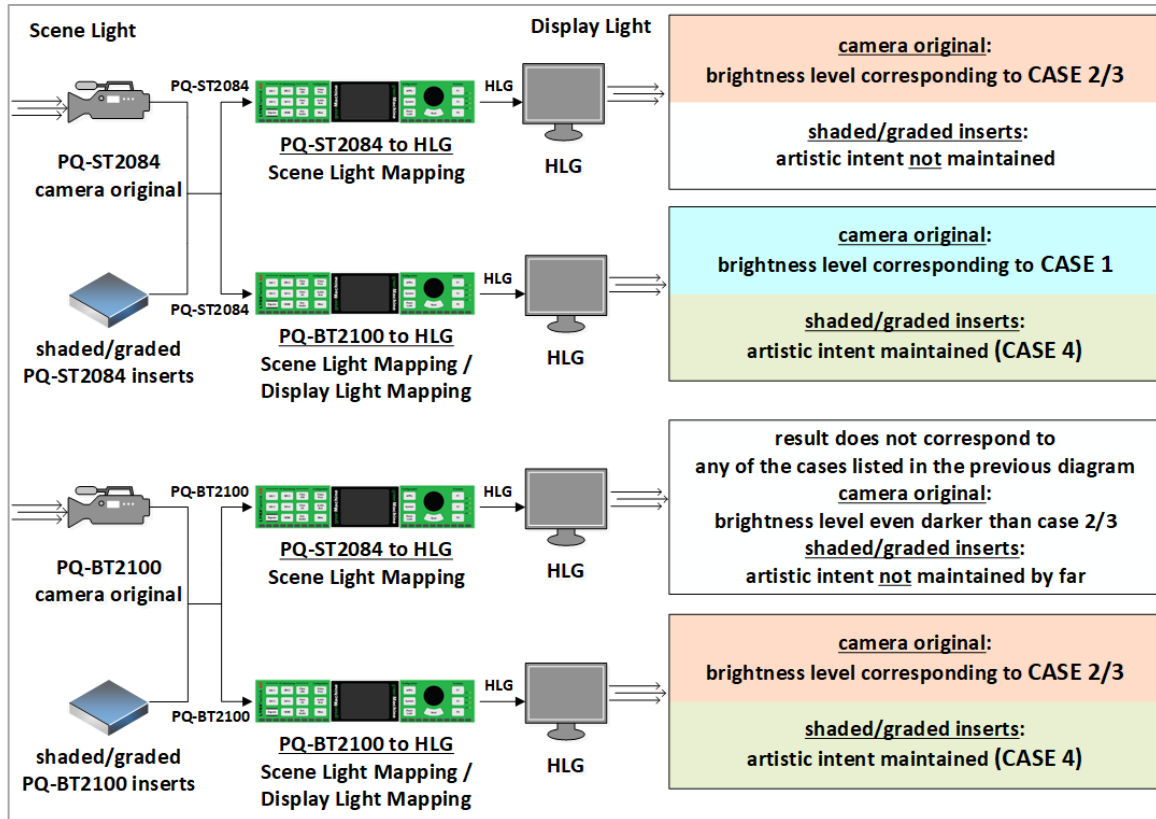 Scene Light
Display Light
PQ-ST2084
camera original
shaded/graded
PQ-ST2084 inserts
PQ-ST2084
PQ-ST2084 to HLG
Scene Light Mapping
HLG
HLG
camera original:
brightness level corresponding to CASE 2/3
shaded/graded inserts:
artistic intent not maintained
PQ-ST2084
PQ-BT2100 to HLG
Scene Light Mapping /
Display Light Mapping
HLG
HLG
camera original:
brightness level corresponding to CASE 1
shaded/graded inserts:
artistic intent maintained (CASE 4)
PQ-BT2100
camera original
shaded/graded
PQ-BT2100 inserts
PQ-BT2100
PQ-ST2084 to HLG
Scene Light Mapping
HLG
HLG
result does not correspond to
any of the cases listed in the previous diagram
camera original:
brightness level even darker than case 2/3
shaded/graded inserts:
artistic intent not maintained by far
PQ-BT2100
PQ-BT2100 to HLG
Scene Light Mapping /
Display Light Mapping
HLG
HLG
camera original:
brightness level corresponding to CASE 2/3
shaded/graded inserts:
artistic intent maintained (CASE 4)